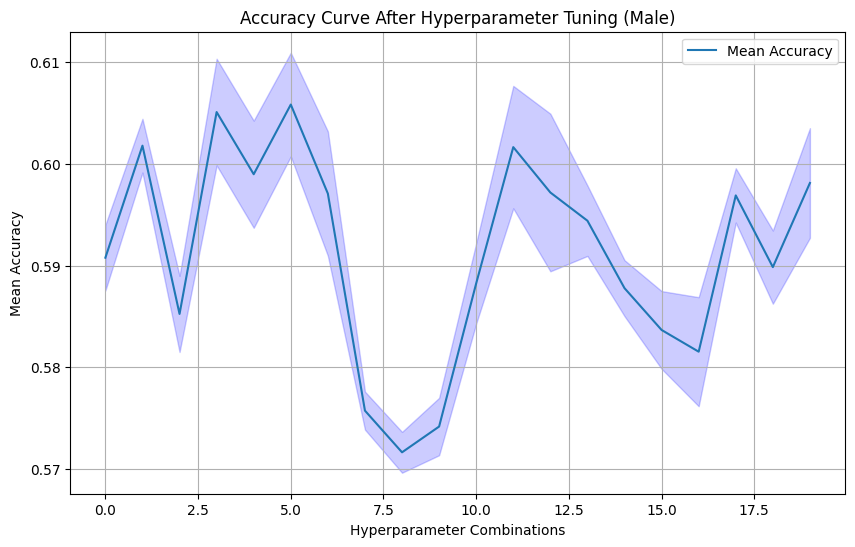 Accuracy Curve After Hyperparameter Tuning (Male)
Mean Accuracy
0.61
0.60
0.59
0.58
0.57
Mean Accuracy
0.0 2.5 5.0 7.5 10.0 12.5 15.0 17.5
Hyperparameter Combinations